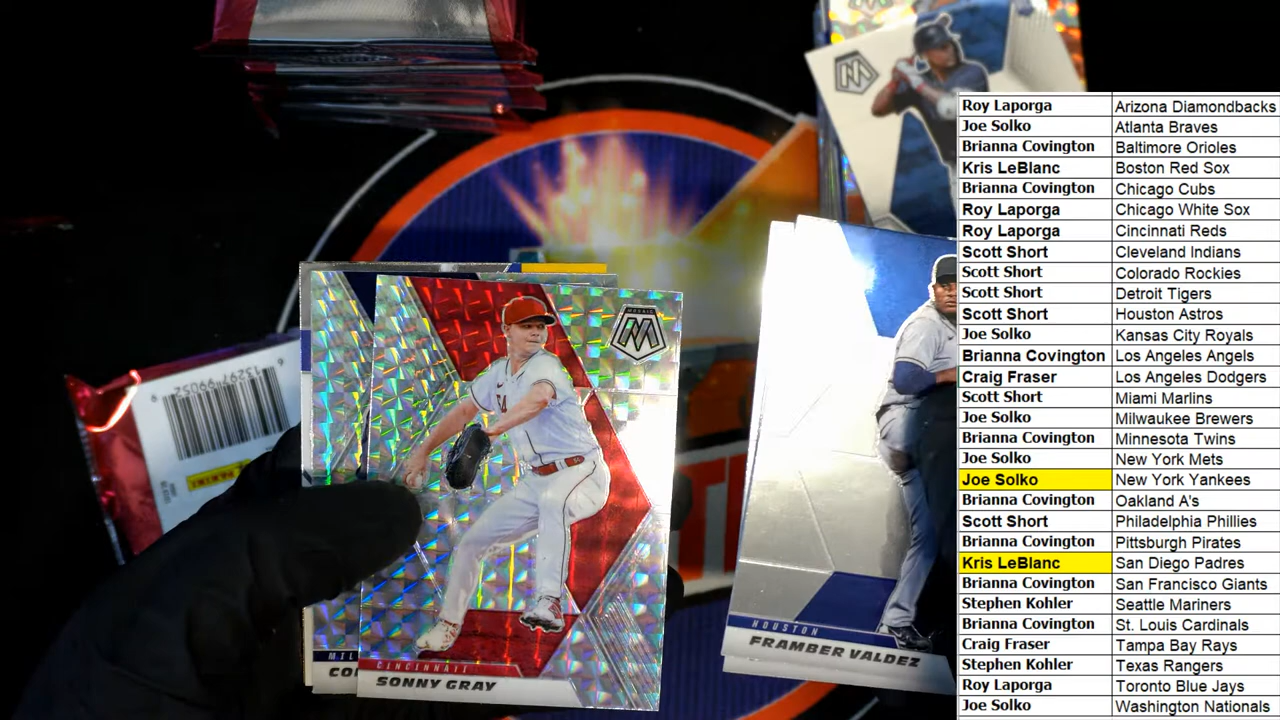 Roy Laporga Arizona Diamondbacks
Joe Solko Atlanta Braves
Brianna Covington Baltimore Orioles
Kris LeBlanc Boston Red Sox
Brianna Covington Chicago Cubs
Roy Laporga Chicago White Sox
Roy Laporga Cincinnati Reds
Scott Short Cleveland Indians
Scott Short Colorado Rockies
Scott Short Detroit Tigers
Scott Short Houston Astros
Joe Solko Kansas City Royals
Brianna Covington Los Angeles Angels
Craig Fraser Los Angeles Dodgers
Scott Short Miami Marlins
Joe Solko Milwaukee Brewers
Brianna Covington Minnesota Twins
Joe Solko New York Mets
Joe Solko New York Yankees
Brianna Covington Oakland A's
Scott Short Philadelphia Phillies
Brianna Covington Pittsburgh Pirates
Kris LeBlanc San Diego Padres
Brianna Covington San Francisco Giants
Stephen Kohler Seattle Mariners
Brianna Covington St. Louis Cardinals
Craig Fraser Tampa Bay Rays
Stephen Kohler Texas Rangers
Roy Laporga Toronto Blue Jays
Joe Solko Washington Nationals
MOSAIC
PANINI
HOUSTON
FRAMBER VALDEZ
MIL
CO
CINCINNATI
SONNY GRAY